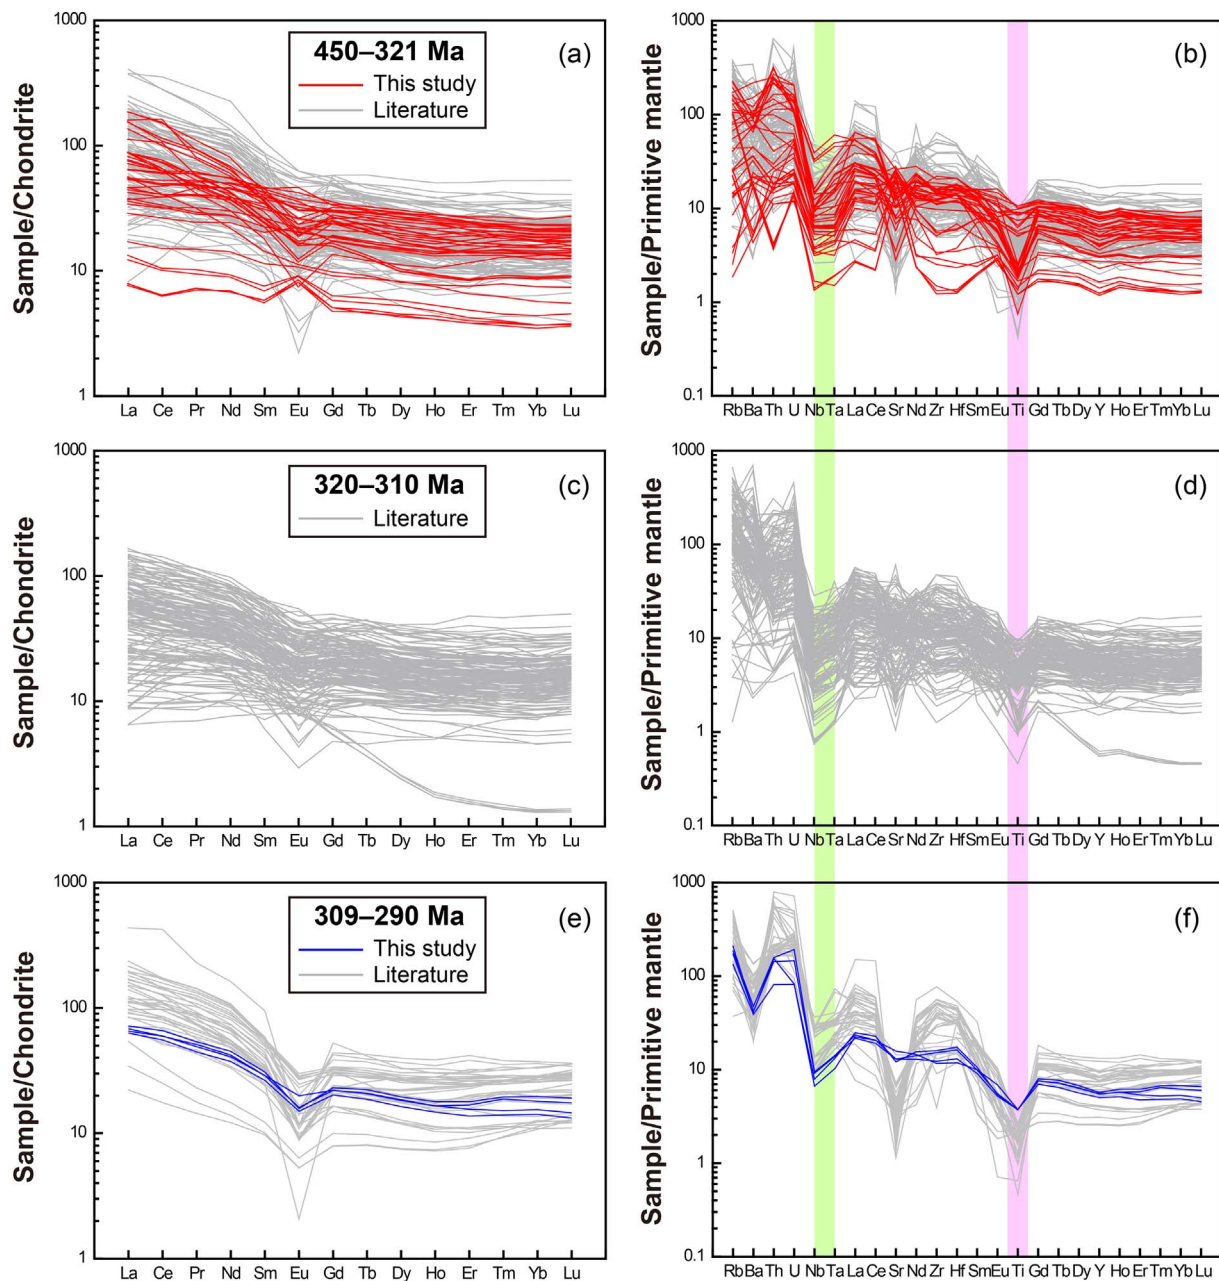 450–321 Ma
This study
Literature
(a)
Sample/Chondrite
1000
100
10
1
La Ce Pr Nd Sm Eu Gd Tb Dy Ho Er Tm Yb Lu
(b)
Sample/Primitive mantle
1000
100
10
1
0.1
Rb Ba Th U Nb Ta La Ce Sr Nd Zr Hf Sm Eu Ti Gd Tb Dy Y Ho Er Tm Yb Lu
320–310 Ma
Literature
(c)
Sample/Chondrite
1000
100
10
1
La Ce Pr Nd Sm Eu Gd Tb Dy Ho Er Tm Yb Lu
(d)
Sample/Primitive mantle
1000
100
10
1
0.1
Rb Ba Th U Nb Ta La Ce Sr Nd Zr Hf Sm Eu Ti Gd Tb Dy Y Ho Er Tm Yb Lu
309–290 Ma
This study
Literature
(e)
Sample/Chondrite
1000
100
10
1
La Ce Pr Nd Sm Eu Gd Tb Dy Ho Er Tm Yb Lu
(f)
Sample/Primitive mantle
1000
100
10
1
0.1
Rb Ba Th U Nb Ta La Ce Sr Nd Zr Hf Sm Eu Ti Gd Tb Dy Y Ho Er Tm Yb Lu